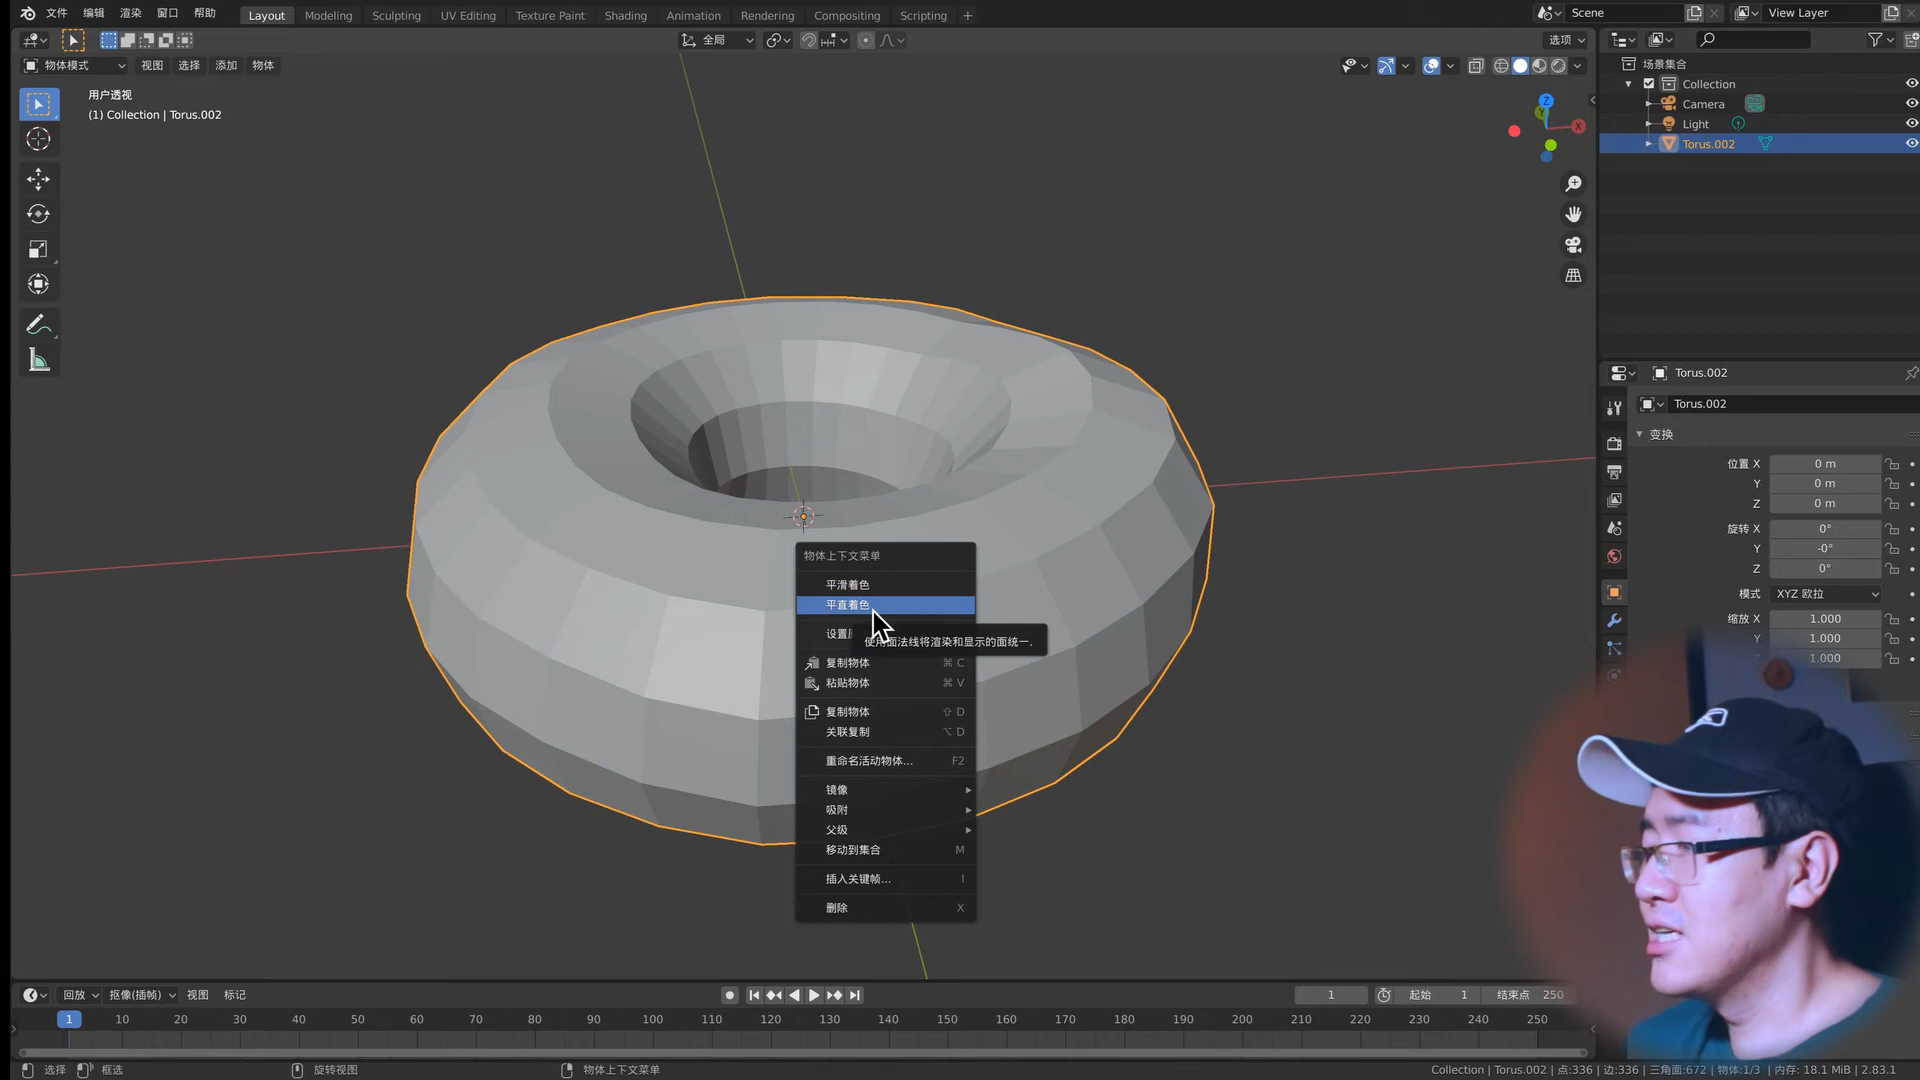 文件 编辑 渲染 窗口 帮助 Layout Modeling Sculpting UV Editing Texture Paint Shading Animation Rendering Compositing Scripting + Scene View Layer
全局 选项
物体模式 视图 选择 添加 物体
用户透视
(1) Collection | Torus.002
Z
X
场景集合
Collection
Camera
Light
Torus.002
Torus.002
Torus.002
变换
位置 X 0 m
Y 0 m
Z 0 m
旋转 X 0°
Y -0°
Z 0°
模式 XYZ 欧拉
缩放 X 1.000
Y 1.000
1.000
物体上下文菜单
平滑着色
平直着色
设置
使用面法线将渲染和显示的面统一.
复制物体 ⌘ C
粘贴物体 ⌘ V
复制物体 ⇧ D
关联复制 ⌥ D
重命名活动物体... F2
镜像
吸附
父级
移动到集合 M
插入关键帧... I
删除 X
回放 抠像(插帧) 视图 标记 1 起始 1 结束点 250
1 10 20 30 40 50 60 70 80 90 100 110 120 130 140 150 160 170 180 190 200 210 220 230 240 250
选择 框选 旋转视图 物体上下文菜单 Collection | Torus.002 | 点:336 | 边:336 | 三角面:672 | 物体:1/3 | 内存: 18.1 MiB | 2.83.1